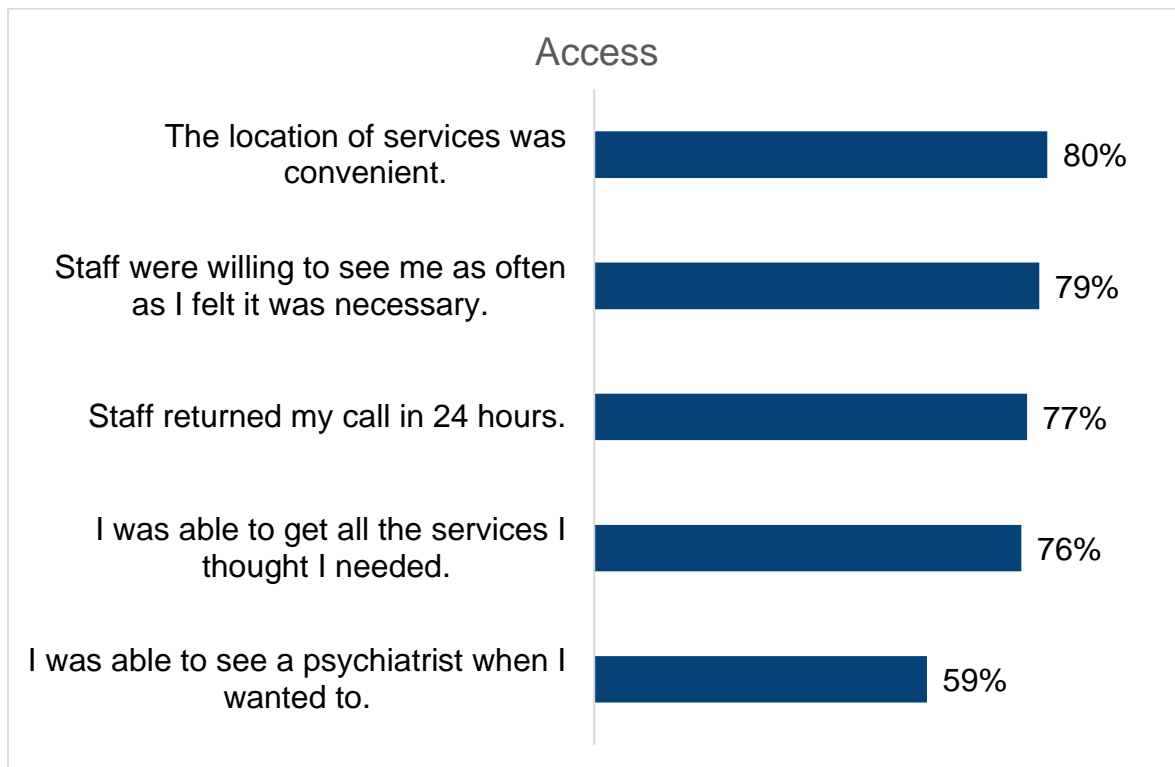 Access
The location of services was
convenient.
80%
Staff were willing to see me as often
as I felt it was necessary.
79%
Staff returned my call in 24 hours.
77%
I was able to get all the services I
thought I needed.
76%
I was able to see a psychiatrist when I
wanted to.
59%